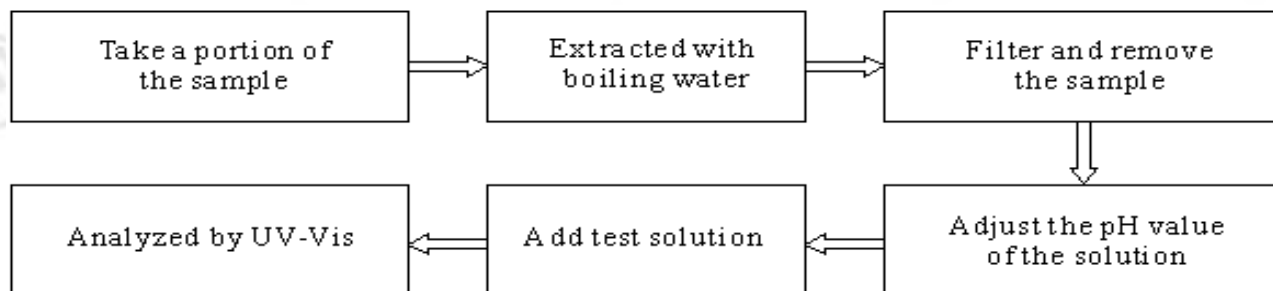 Take a portion of
the sample
Extracted with
boiling water
Filter and remove
the sample
Adjust the pH value
of the solution
Add test solution
Analyzed by UV-Vis